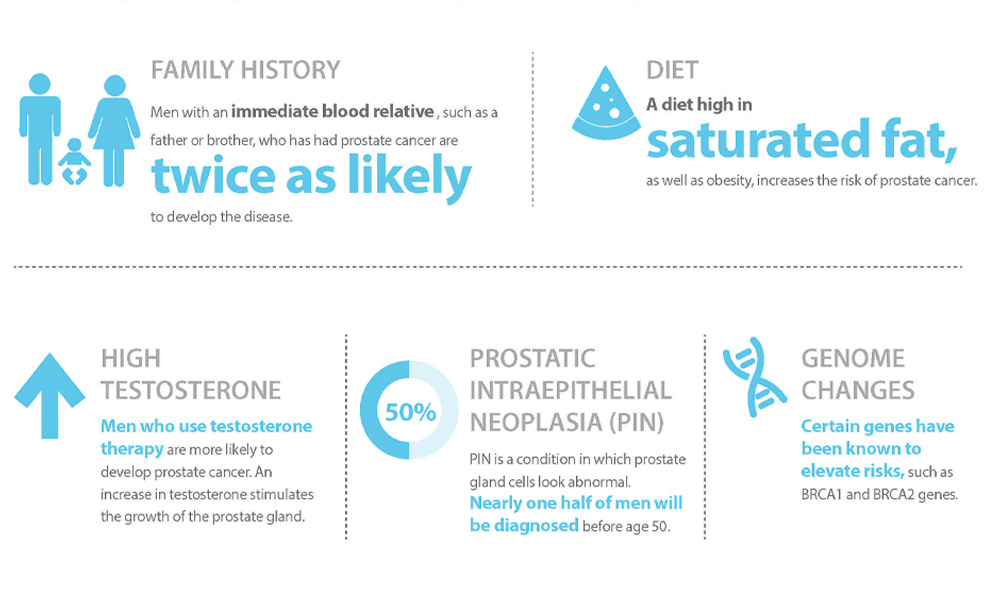 FAMILY HISTORY
Men with an immediate blood relative , such as a
father or brother, who has had prostate cancer are
twice as likely
to develop the disease.
DIET
A diet high in
saturated fat,
as well as obesity, increases the risk of prostate cancer.
HIGH
TESTOSTERONE
Men who use testosterone
therapy are more likely to
develop prostate cancer. An
increase in testosterone stimulates
the growth of the prostate gland.
50%
PROSTATIC
INTRAEPITHELIAL
NEOPLASIA (PIN)
PIN is a condition in which prostate
gland cells look abnormal.
Nearly one half of men will
be diagnosed before age 50.
GENOME
CHANGES
Certain genes have
been known to
elevate risks, such as
BRCA1 and BRCA2 genes.